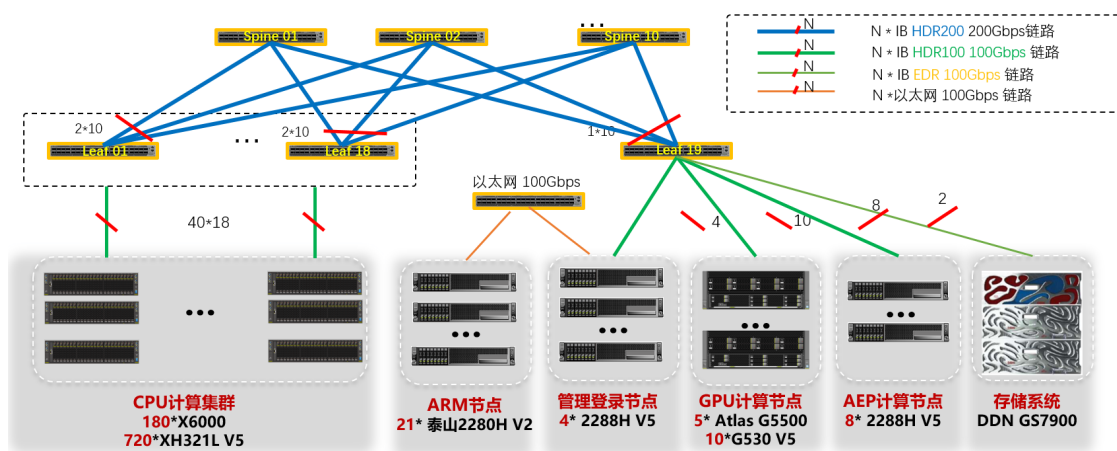 Spine 01
Spine 02
...
Spine 10
N
N * IB HDR200 200Gbps链路
N
N * IB HDR100 100Gbps 链路
N
N * IB EDR 100Gbps 链路
N
N *以太网 100Gbps 链路
2*10
...
2*10
1*10
Leaf 01
Leaf 18
Leaf 19
以太网 100Gbps
40*18
4
10
8
2
CPU计算集群
180*X6000
720*XH321L V5
ARM节点
21* 泰山2280H V2
管理登录节点
4* 2288H V5
GPU计算节点
5* Atlas G5500
10*G530 V5
AEP计算节点
8* 2288H V5
存储系统
DDN GS7900